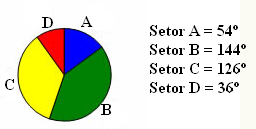 D
A
C
B
Setor A = 54º
Setor B = 144º
Setor C = 126º
Setor D = 36º